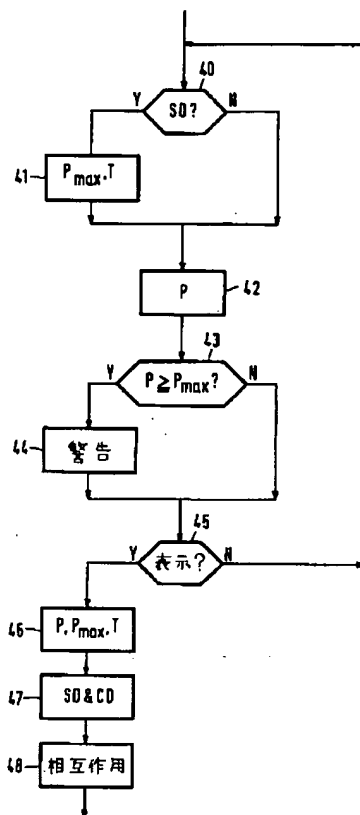 40
Y SD? N
41 Pmax, T
P 42
43
Y P ≧ Pmax? N
44 警告
45
Y 表示? N
46 P, Pmax, T
47 SD&CD
48 相互作用